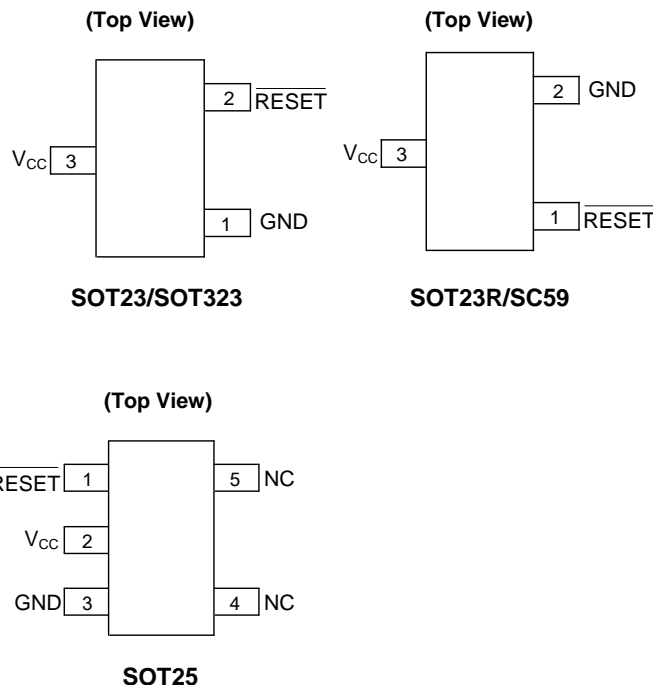 (Top View)
2 RESET
VCC 3
1 GND
SOT23/SOT323
(Top View)
2 GND
VCC 3
1 RESET
SOT23R/SC59
(Top View)
RESET 1
5 NC
VCC 2
GND 3
4 NC
SOT25